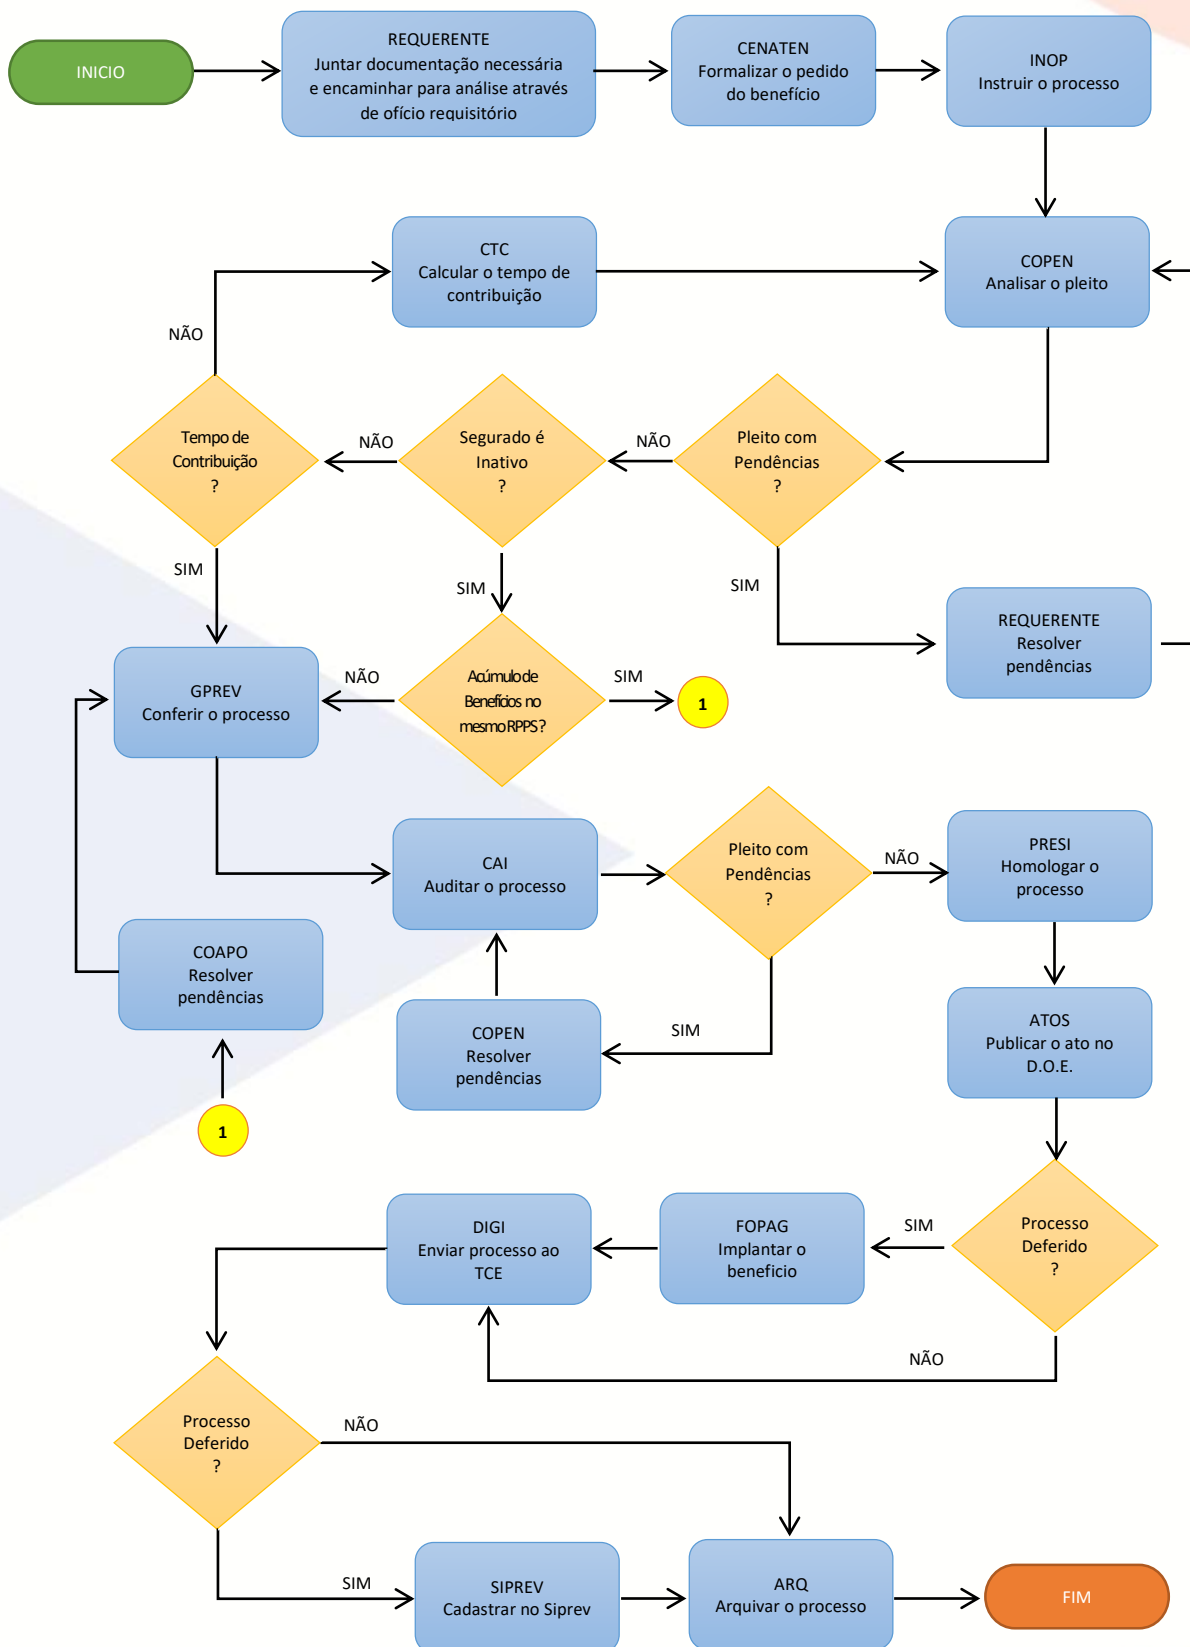 INICIO
REQUERENTE
Juntar documentação necessária
e encaminhar para análise através
de ofício requisitório
CENATEN
Formalizar o pedido
do benefício
INOP
Instruir o processo
CTC
Calcular o tempo de
contribuição
COPEN
Analisar o pleito
NÃO
Tempo de
Contribuição
?
NÃO
Segurado é
Inativo
?
NÃO
Pleito com
Pendências
?
SIM
SIM
SIM
REQUERENTE
Resolver
pendências
GPREV
Conferir o processo
NÃO
Acúmulo de
Benefícios no
mesmo RPPS?
SIM
1
CAI
Auditar o processo
Pleito com
Pendências
?
NÃO
PRESI
Homologar o
processo
COAPO
Resolver
pendências
COPEN
Resolver
pendências
SIM
ATOS
Publicar o ato no
D.O.E.
1
DIGI
Enviar processo ao
TCE
FOPAG
Implantar o
beneficio
SIM
Processo
Deferido
?
NÃO
Processo
Deferido
?
NÃO
SIM
SIPREV
Cadastrar no Siprev
ARQ
Arquivar o processo
FIM